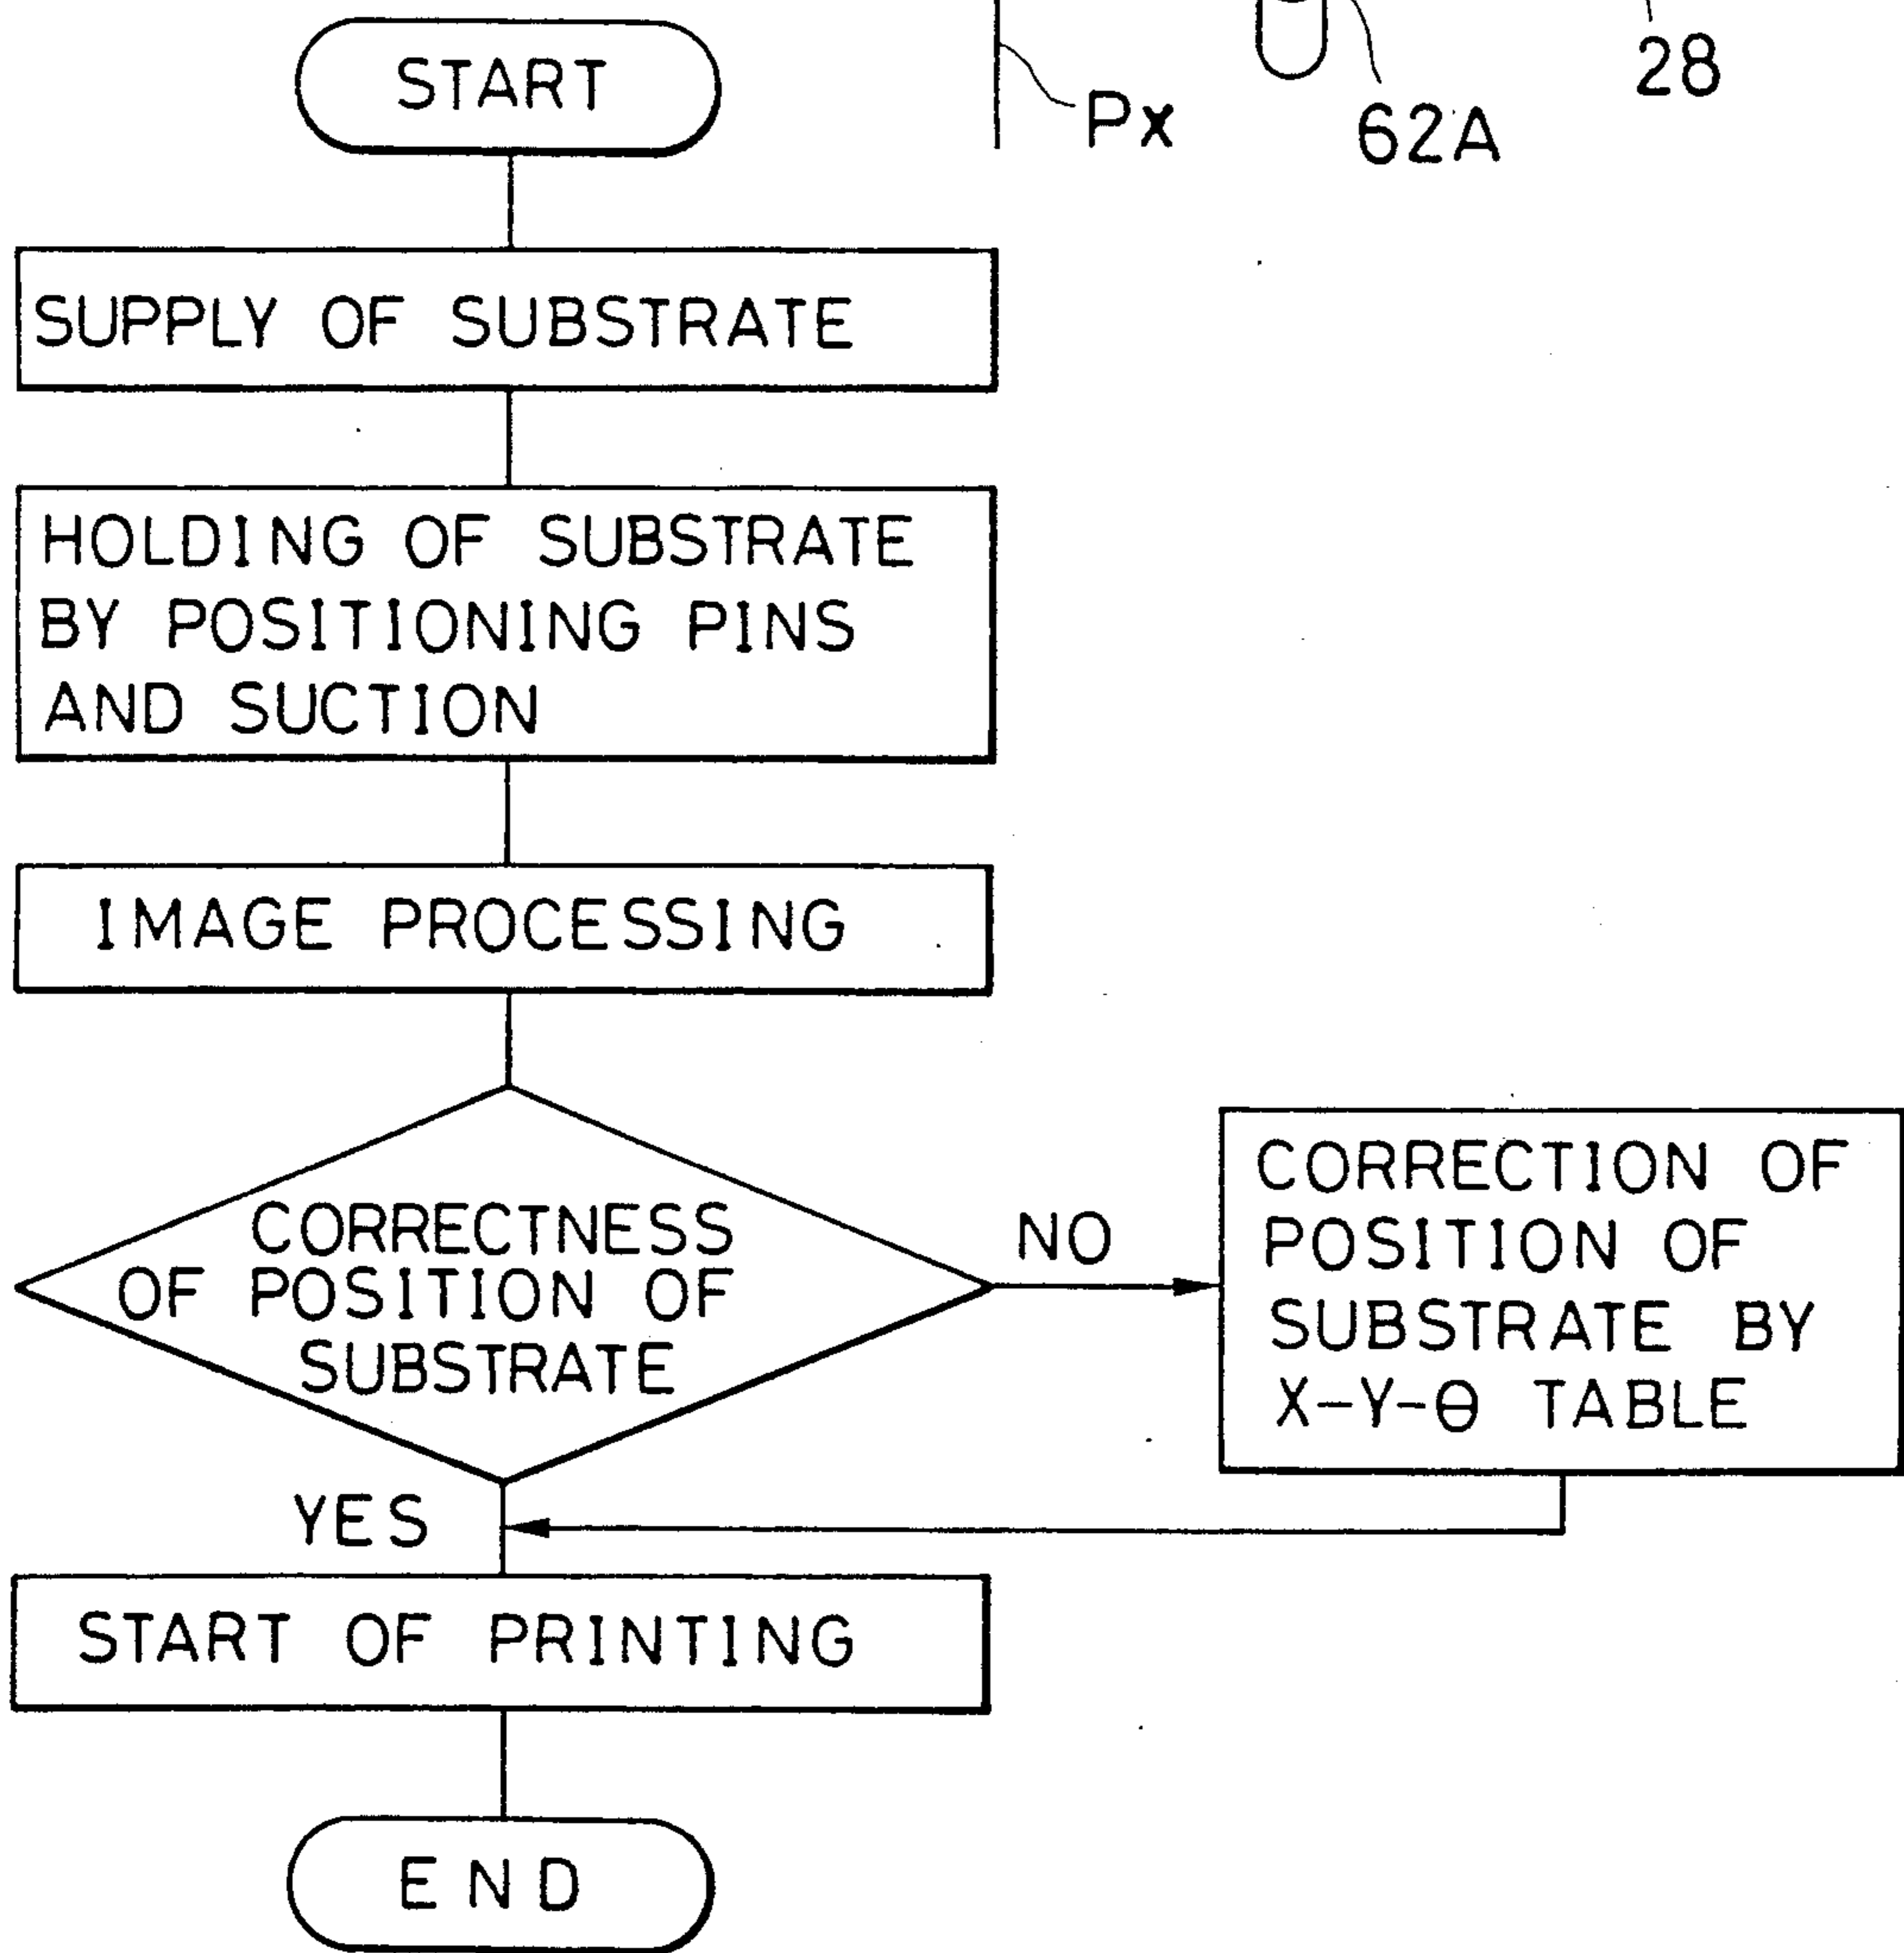 START
Px
62A
28
SUPPLY OF SUBSTRATE
HOLDING OF SUBSTRATE
BY POSITIONING PINS
AND SUCTION
IMAGE PROCESSING
CORRECTNESS
OF POSITION OF
SUBSTRATE
NO
CORRECTION OF
POSITION OF
SUBSTRATE BY
X-Y-θ TABLE
YES
START OF PRINTING
END